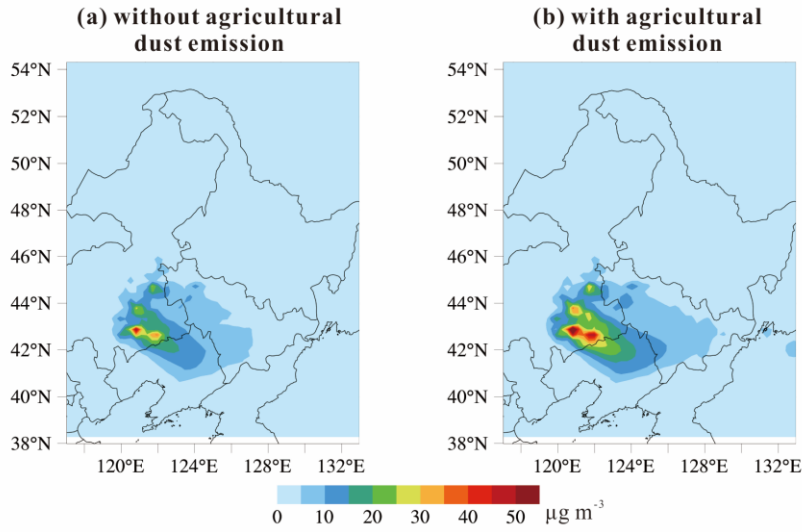 (a) without agricultural
dust emission
(b) with agricultural
dust emission
54°N
52°N
50°N
48°N
46°N
44°N
42°N
40°N
38°N
120°E 124°E 128°E 132°E
54°N
52°N
50°N
48°N
46°N
44°N
42°N
40°N
38°N
120°E 124°E 128°E 132°E
0 10 20 30 40 50 µg m⁻³